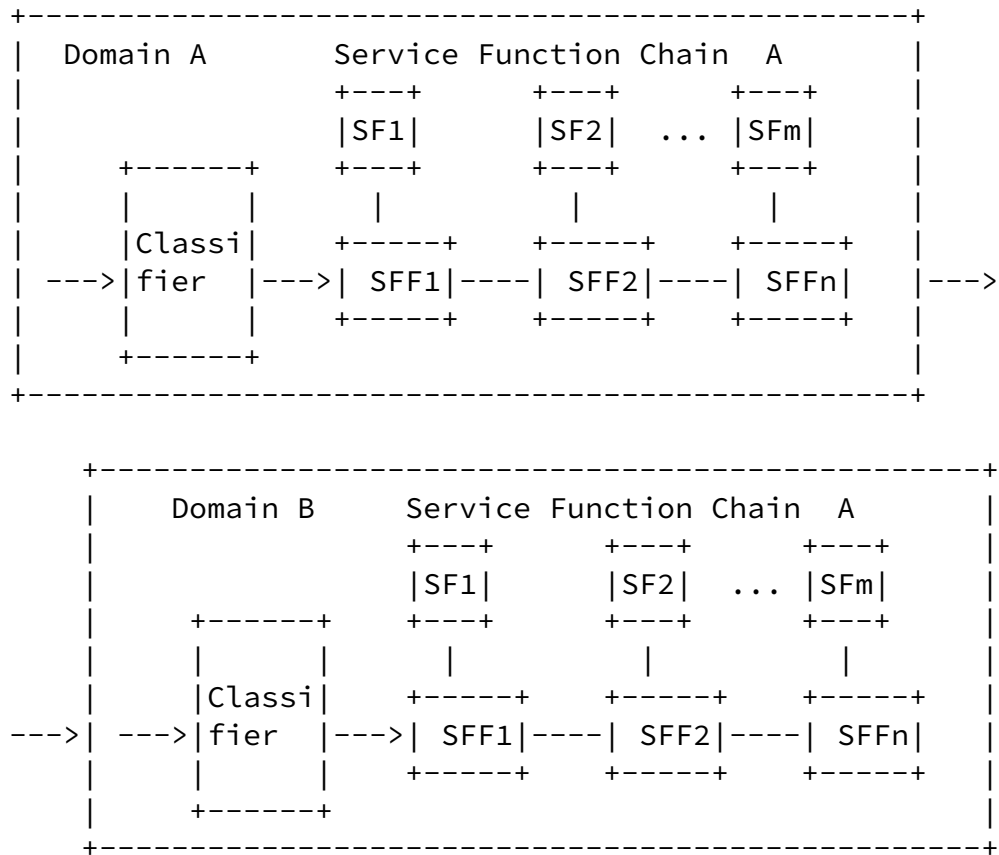 Domain A Service Function Chain A
SF1 SF2 ... SFm
Classi
fier SFF1 SFF2 SFFn
Domain B Service Function Chain A
SF1 SF2 ... SFm
Classi
fier SFF1 SFF2 SFFn